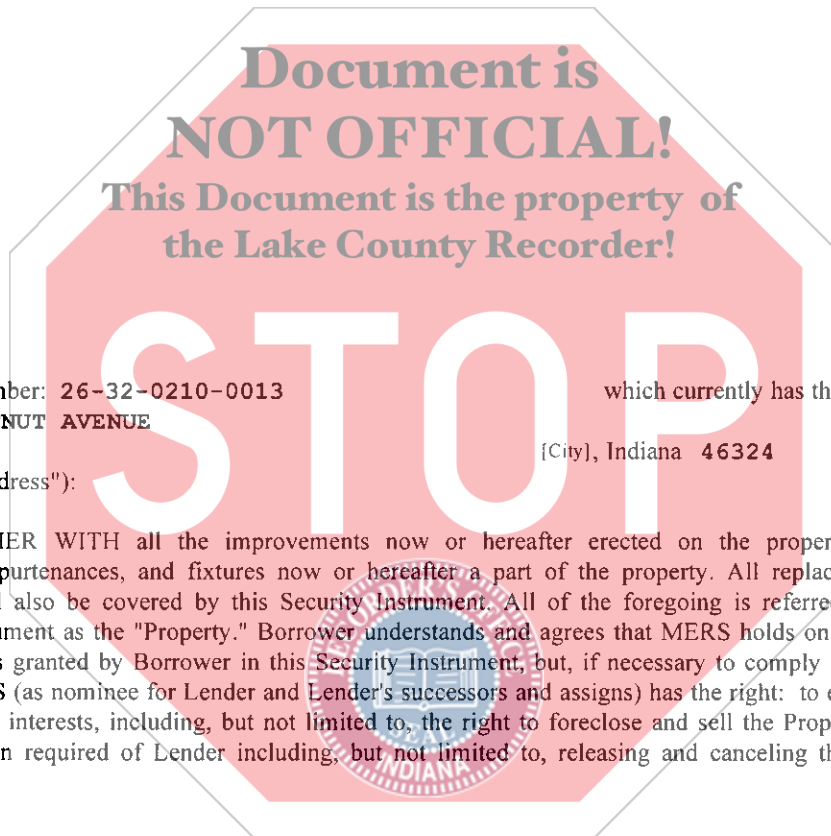 Document is
NOT OFFICIAL!
This Document is the property of
the Lake County Recorder!
STOP
nber: 26-32-0210-0013 which currently has th
NUT AVENUE
[City], Indiana 46324
dress"):
IER WITH all the improvements now or hereafter erected on the proper
purtenances, and fixtures now or hereafter a part of the property. All replac
l also be covered by this Security Instrument. All of the foregoing is referre
ument as the "Property." Borrower understands and agrees that MERS holds on
s granted by Borrower in this Security Instrument, but, if necessary to comply
S (as nominee for Lender and Lender's successors and assigns) has the right: to e
interests, including, but not limited to, the right to foreclose and sell the Prop
n required of Lender including, but not limited to, releasing and canceling th
RECORDER'S OFFICE
SEAL
INDIANA